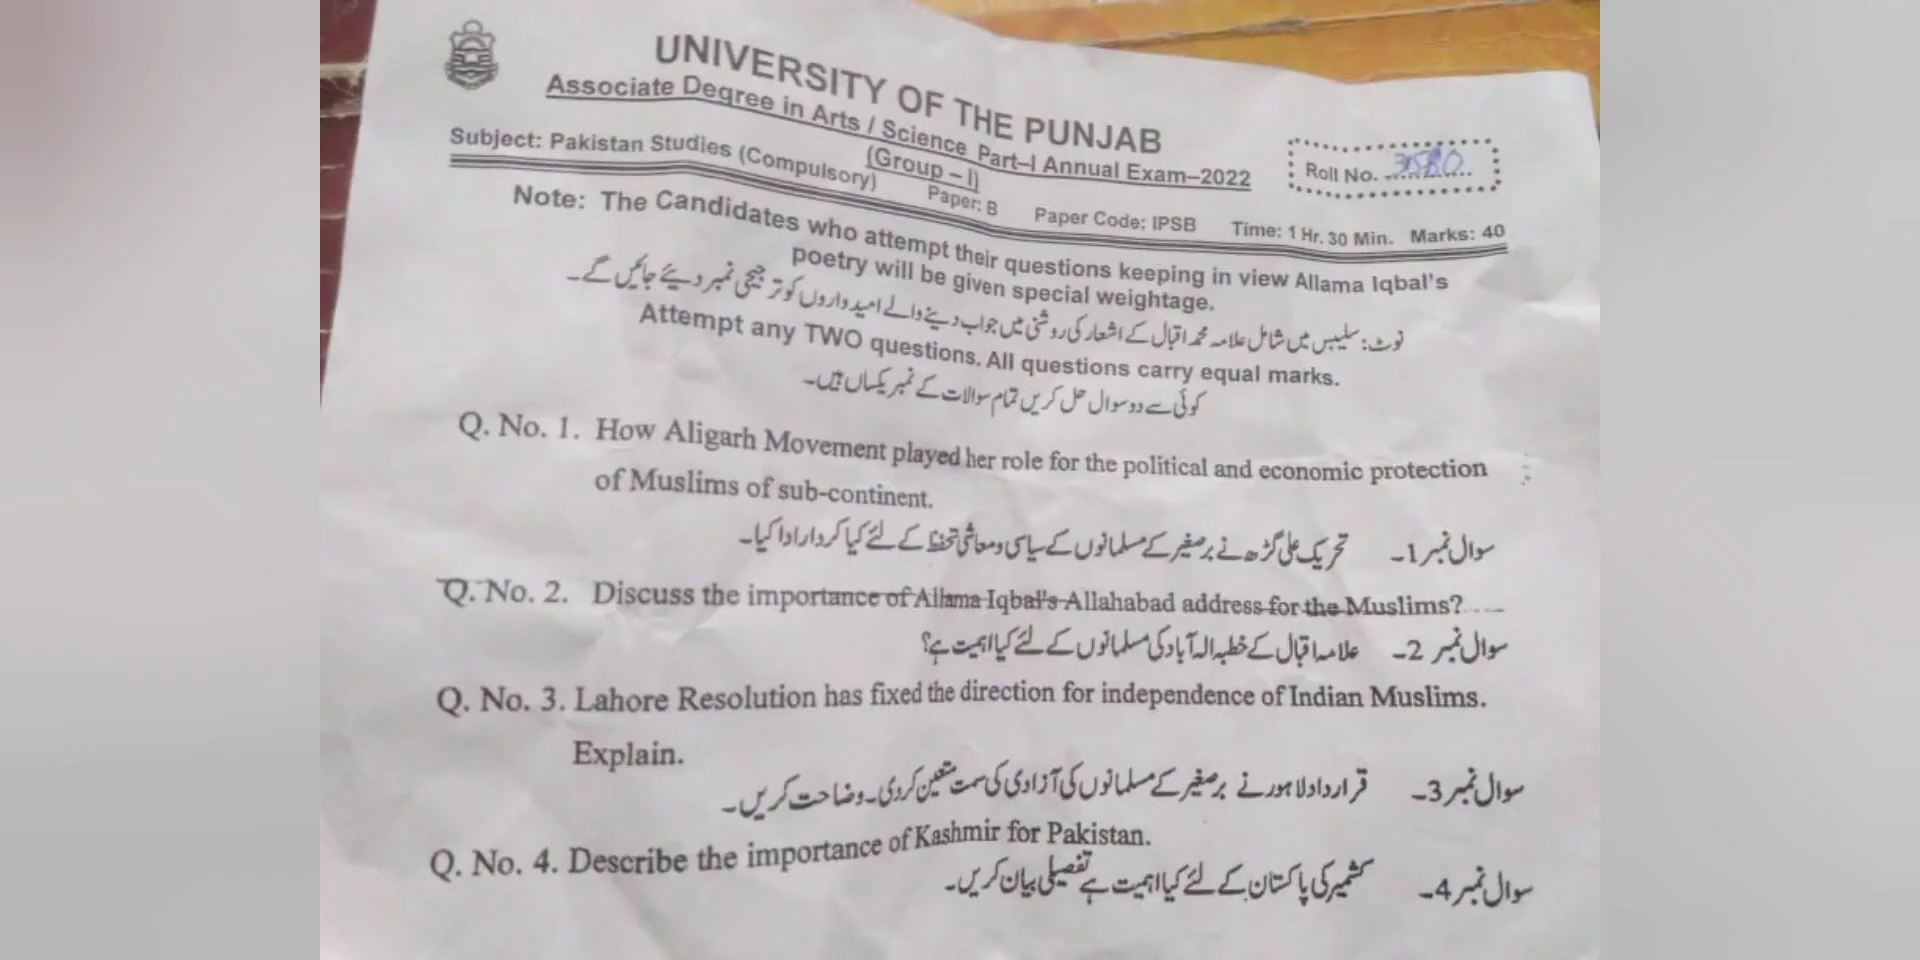 UNIVERSITY OF THE PUNJAB
Associate Degree in Arts / Science Part–I Annual Exam–2022
(Group – I)
Roll No.
Subject: Pakistan Studies (Compulsory) Paper: B Paper Code: IPSB Time: 1 Hr. 30 Min. Marks: 40
Note: The Candidates who attempt their questions keeping in view Allama Iqbal's
poetry will be given special weightage.
نوٹ: سلیبس میں شامل علامہ محمد اقبال کے اشعار کی روشنی میں جواب دینے والے امیدواروں کو ترجیحی نمبر دیئے جائیں گے۔
Attempt any TWO questions. All questions carry equal marks.
کوئی سے دو سوال حل کریں تمام سوالات کے نمبر یکساں ہیں۔
Q. No. 1. How Aligarh Movement played her role for the political and economic protection
of Muslims of sub-continent.
سوال نمبر 1۔ تحریک علی گڑھ نے برصغیر کے مسلمانوں کے سیاسی و معاشی تحفظ کے لئے کیا کردار ادا کیا۔
Q. No. 2. Discuss the importance of Allama Iqbal's Allahabad address for the Muslims?
سوال نمبر 2۔ علامہ اقبال کے خطبہ الہ آباد کی مسلمانوں کے لئے کیا اہمیت ہے؟
Q. No. 3. Lahore Resolution has fixed the direction for independence of Indian Muslims.
Explain.
سوال نمبر 3۔ قرارداد لاہور نے برصغیر کے مسلمانوں کی آزادی کی سمت متعین کردی۔ وضاحت کریں۔
Q. No. 4. Describe the importance of Kashmir for Pakistan.
سوال نمبر 4۔ کشمیر کی پاکستان کے لئے کیا اہمیت ہے تفصیلی بیان کریں۔